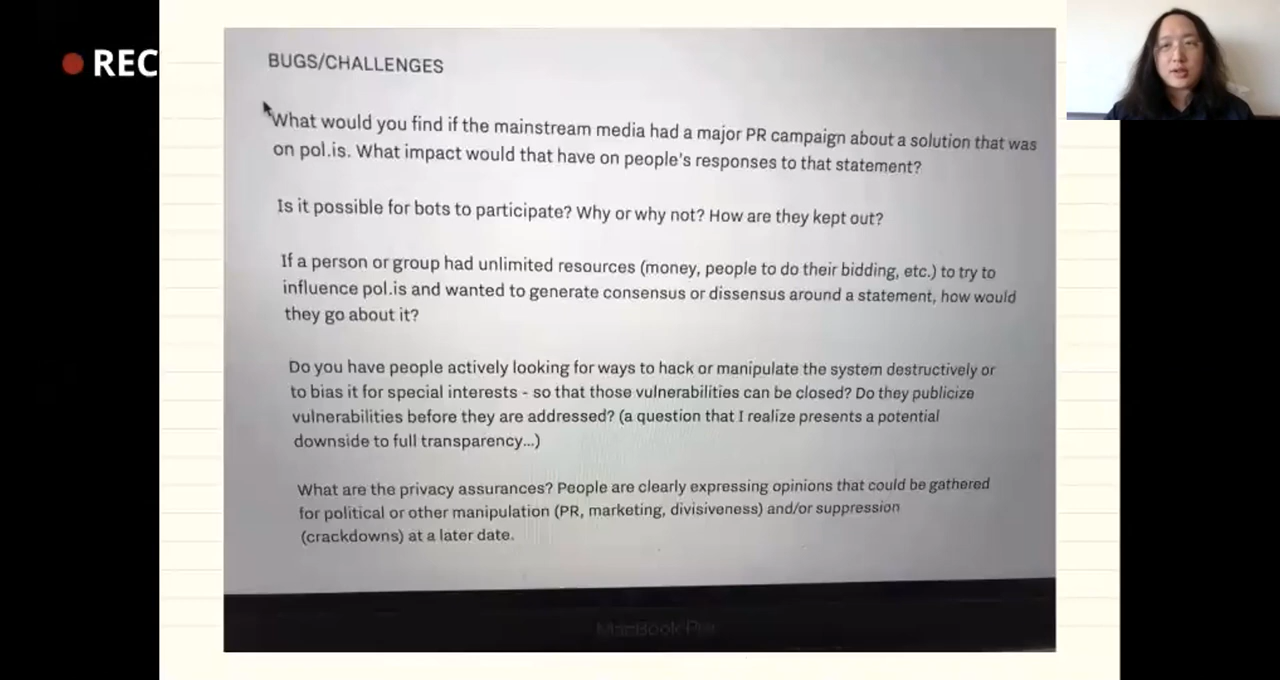 REC
BUGS/CHALLENGES
What would you find if the mainstream media had a major PR campaign about a solution that was
on pol.is. What impact would that have on people's responses to that statement?
Is it possible for bots to participate? Why or why not? How are they kept out?
If a person or group had unlimited resources (money, people to do their bidding, etc.) to try to
influence pol.is and wanted to generate consensus or dissensus around a statement, how would
they go about it?
Do you have people actively looking for ways to hack or manipulate the system destructively or
to bias it for special interests - so that those vulnerabilities can be closed? Do they publicize
vulnerabilities before they are addressed? (a question that I realize presents a potential
downside to full transparency...)
What are the privacy assurances? People are clearly expressing opinions that could be gathered
for political or other manipulation (PR, marketing, divisiveness) and/or suppression
(crackdowns) at a later date.
MacBook Pro